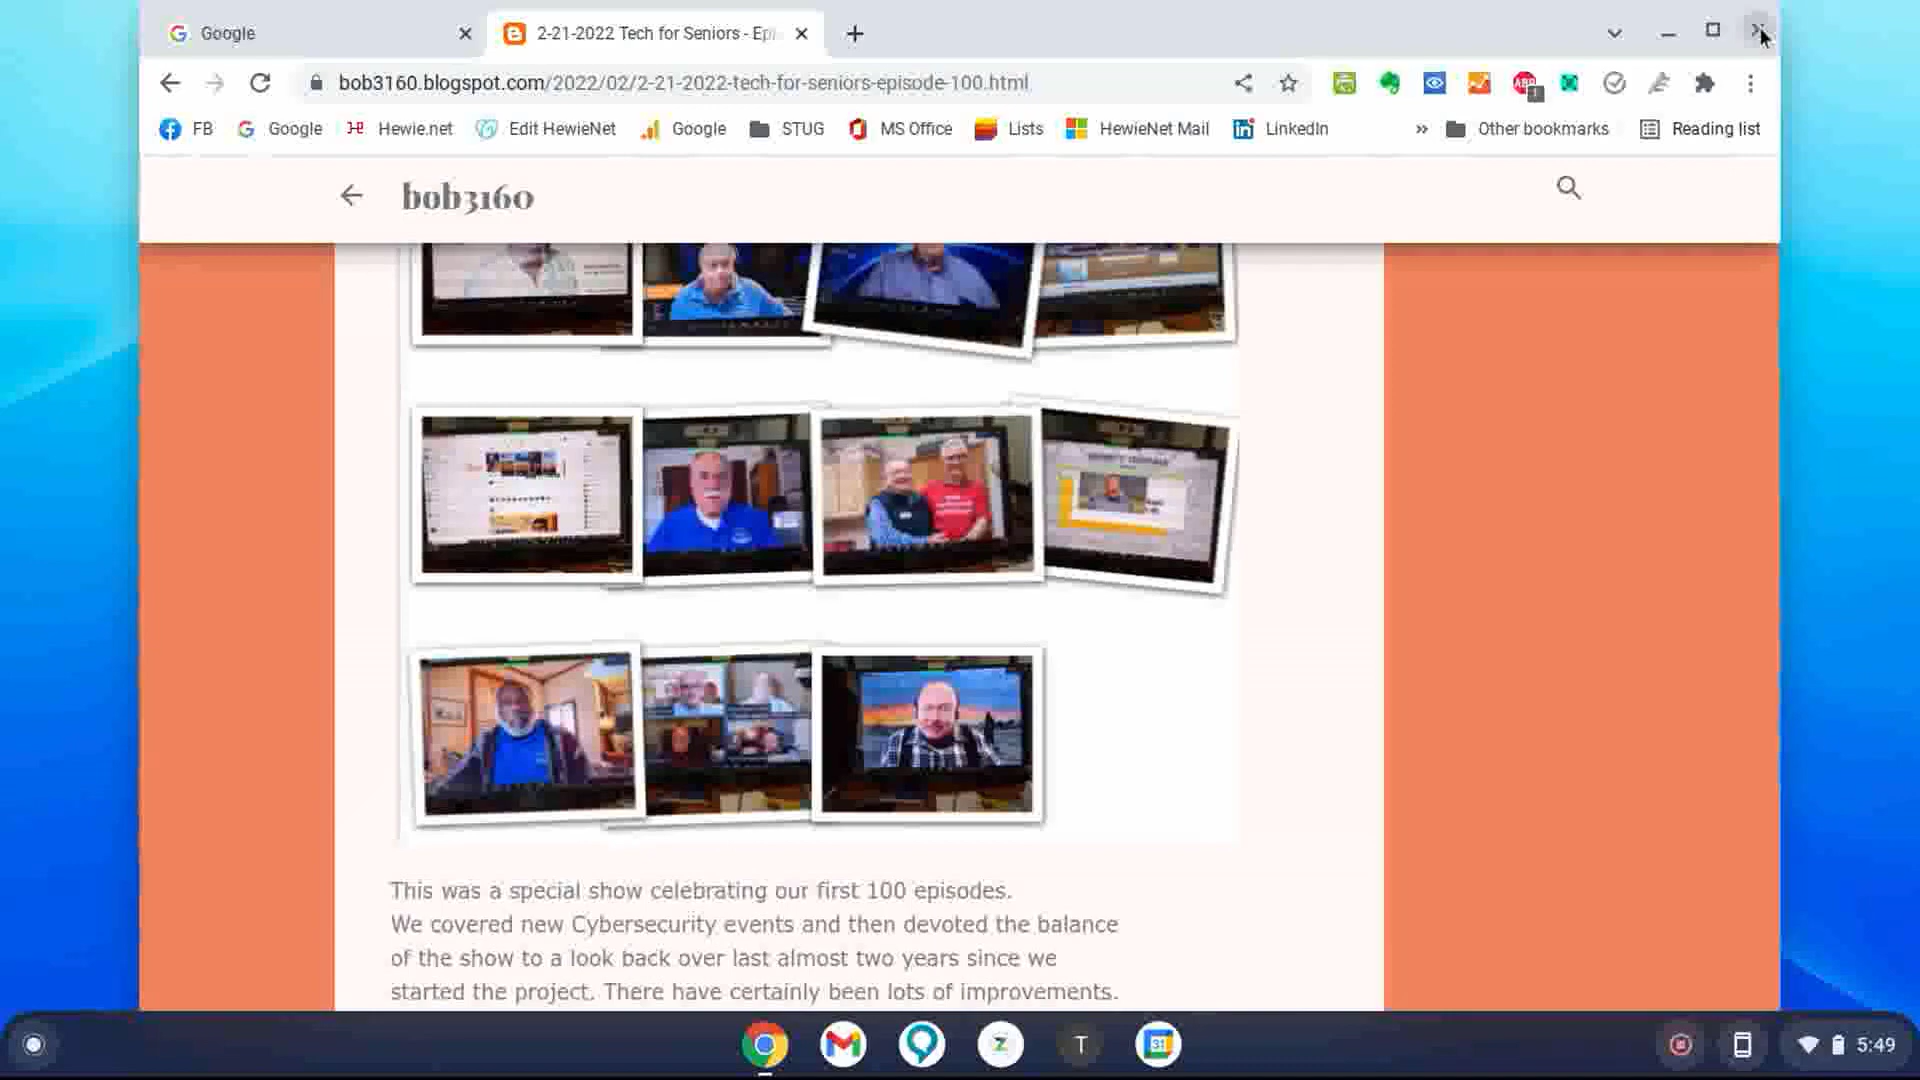 Google
2-21-2022 Tech for Seniors - Epi
bob3160.blogspot.com/2022/02/2-21-2022-tech-for-seniors-episode-100.html
ABP
1
FB
Google
Hewie.net
Edit HewieNet
Google
STUG
MS Office
Lists
HewieNet Mail
LinkedIn
»
Other bookmarks
Reading list
bob3160
This was a special show celebrating our first 100 episodes.
We covered new Cybersecurity events and then devoted the balance
of the show to a look back over last almost two years since we
started the project. There have certainly been lots of improvements.
Z
T
31
5:49